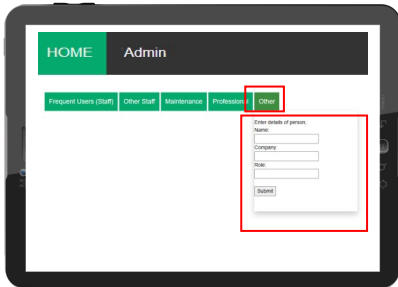 HOME Admin
Frequent Users (Staff) Other Staff Maintenance Professional Other
Enter details of person;
Name:
Company:
Role:
Submit